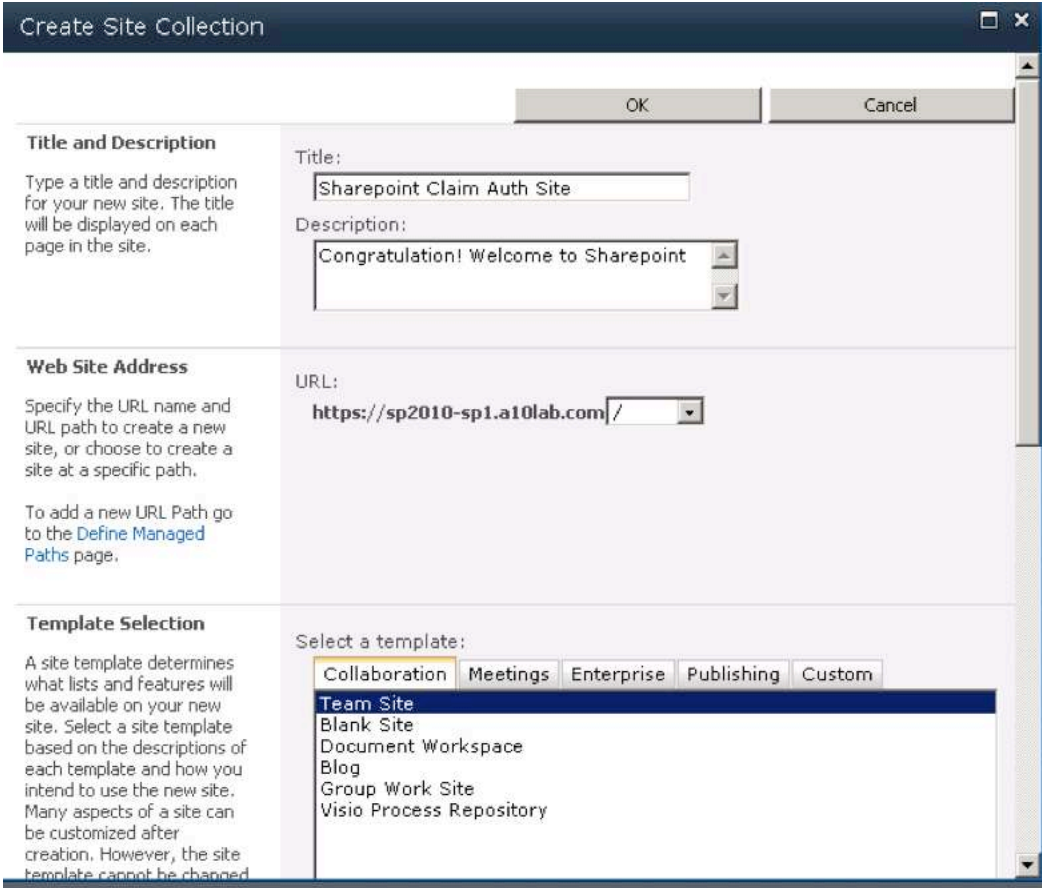 Create Site Collection
OK
Cancel
Title and Description
Type a title and description
for your new site. The title
will be displayed on each
page in the site.
Title:
Sharepoint Claim Auth Site
Description:
Congratulation! Welcome to Sharepoint
Web Site Address
Specify the URL name and
URL path to create a new
site, or choose to create a
site at a specific path.
To add a new URL Path go
to the Define Managed
Paths page.
URL:
https://sp2010-sp1.a10lab.com /
Template Selection
A site template determines
what lists and features will
be available on your new
site. Select a site template
based on the descriptions of
each template and how you
intend to use the new site.
Many aspects of a site can
be customized after
creation. However, the site
template cannot be changed
Select a template:
Collaboration Meetings Enterprise Publishing Custom
Team Site
Blank Site
Document Workspace
Blog
Group Work Site
Visio Process Repository